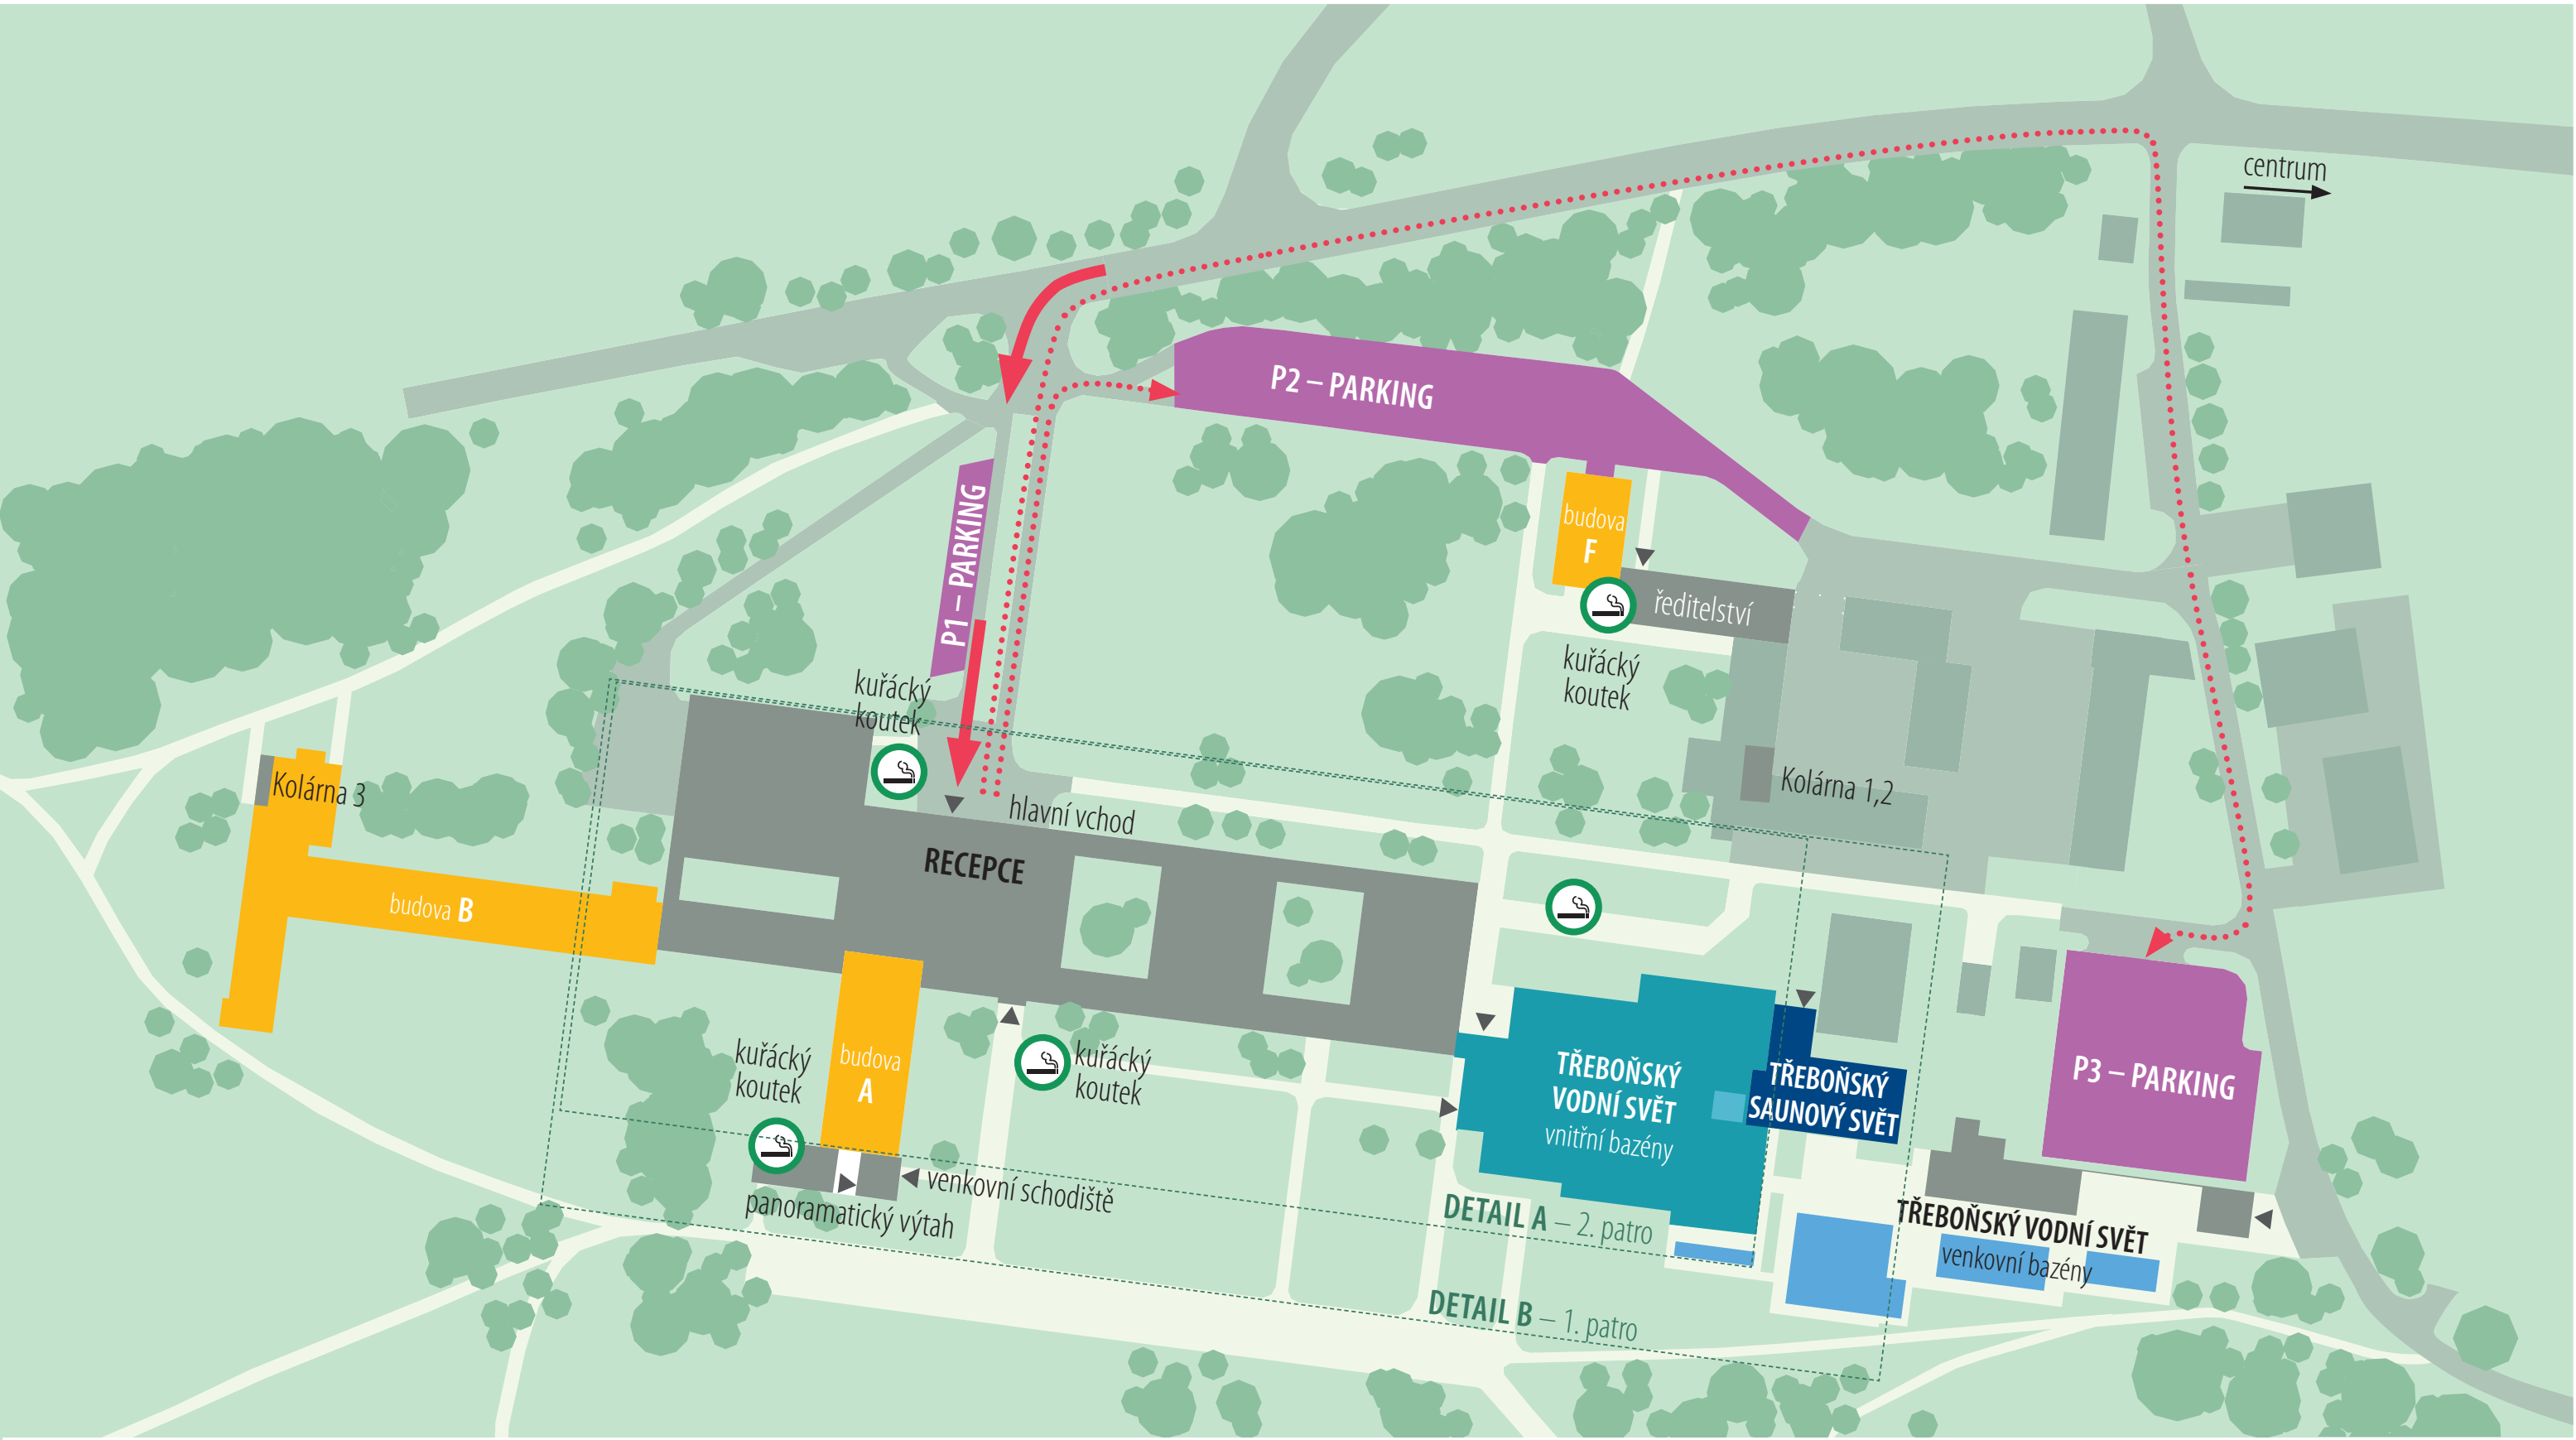 centrum
P2 – PARKING
P1 – PARKING
budova
F
ředitelství
kuřácký
koutek
kuřácký
koutek
Kolárna 3
Kolárna 1,2
hlavní vchod
RECEPCE
budova B
kuřácký
koutek
budova
A
kuřácký
koutek
TŘEBOŇSKÝ
VODNÍ SVĚT
vnitřní bazény
TŘEBOŇSKÝ
SAUNOVÝ SVĚT
P3 – PARKING
venkovní schodiště
panoramatický výtah
DETAIL A – 2. patro
TŘEBOŇSKÝ VODNÍ SVĚT
venkovní bazény
DETAIL B – 1. patro